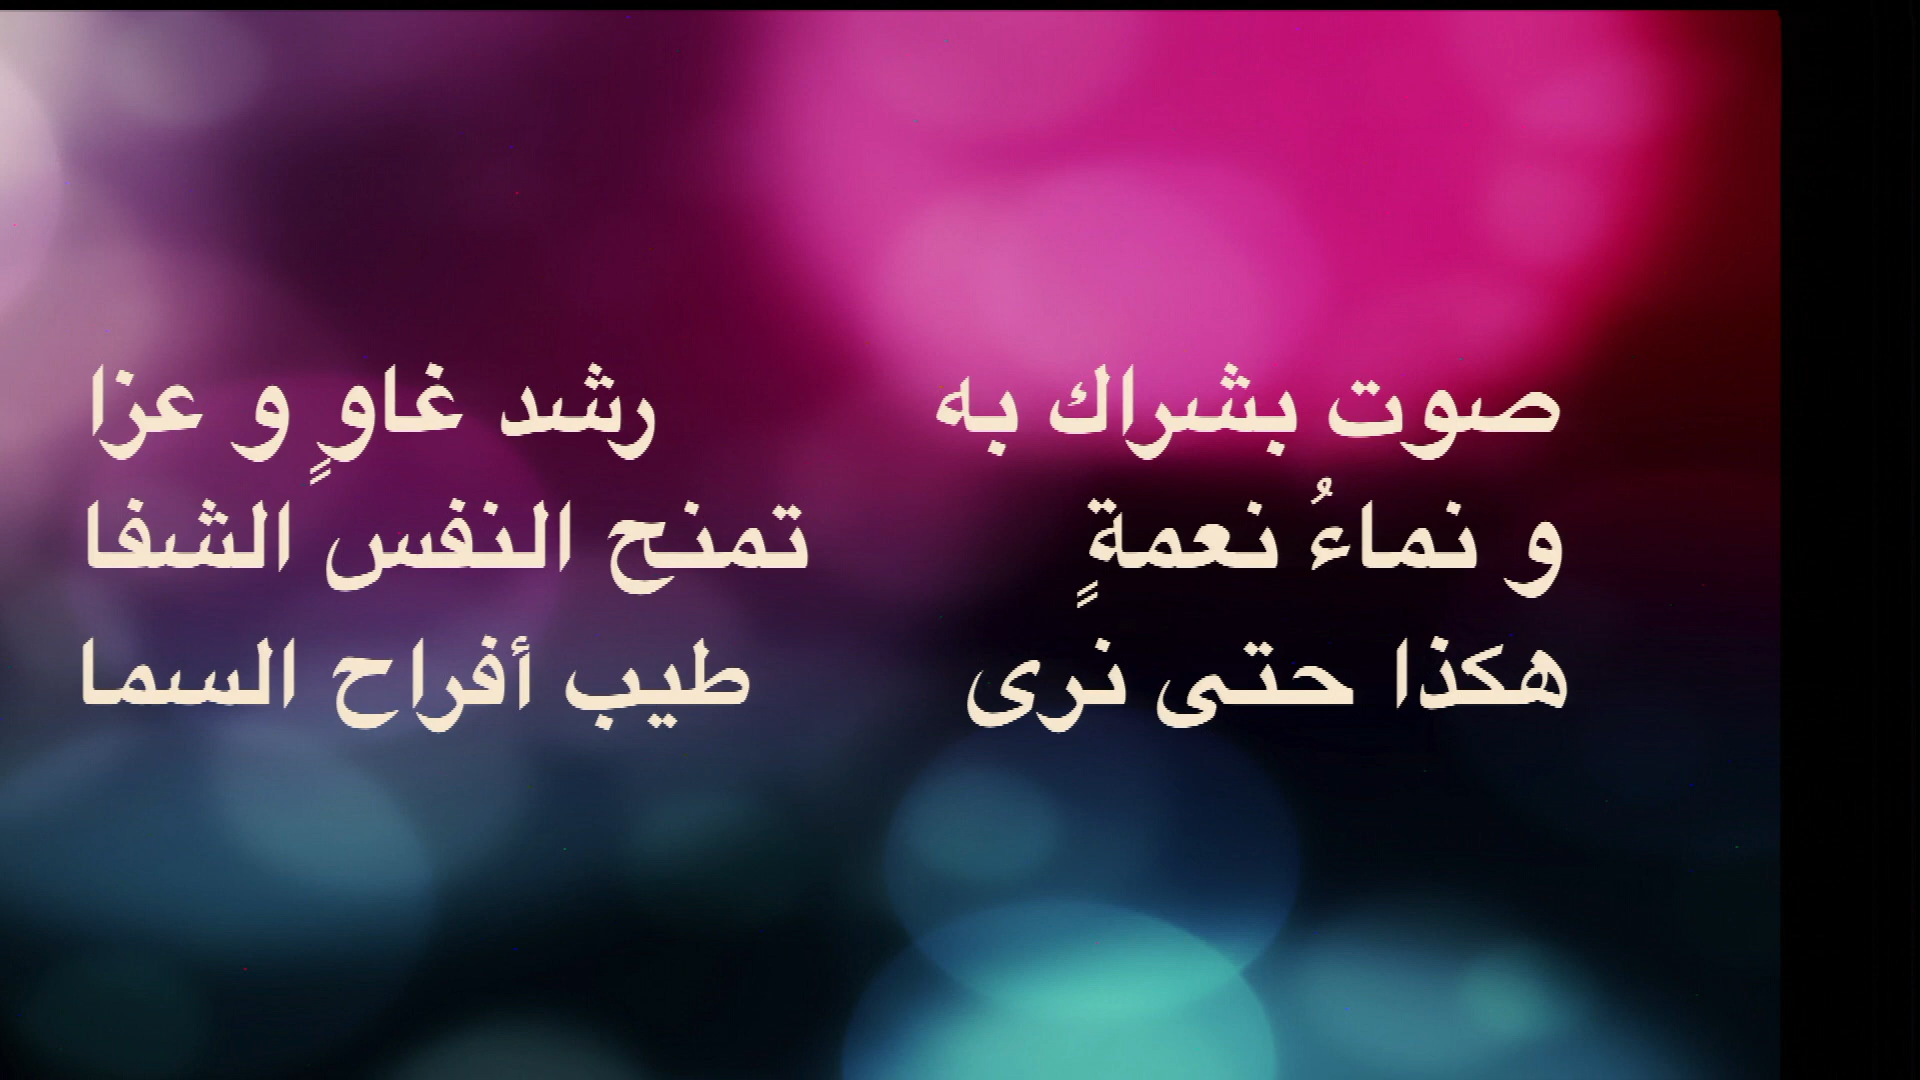 صوت بشراك به رشد غاوٍ و عزا
و نماءُ نعمةٍ تمنح النفس الشفا
هكذا حتى نرى طيب أفراح السما